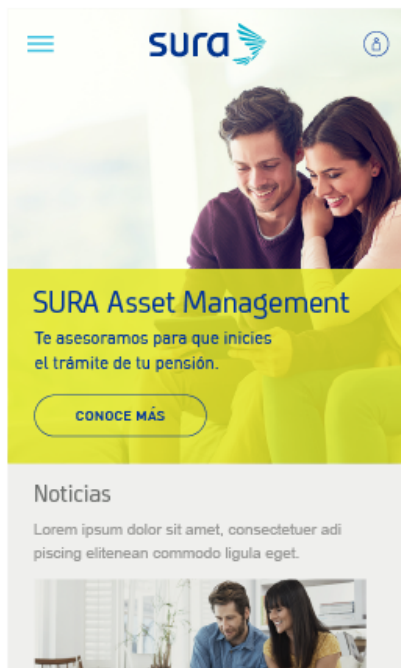 sura
SURA Asset Management
Te asesoramos para que inicies
el trámite de tu pensión.
CONOCE MÁS
Noticias
Lorem ipsum dolor sit amet, consectetuer adi
piscing elitenean commodo ligula eget.